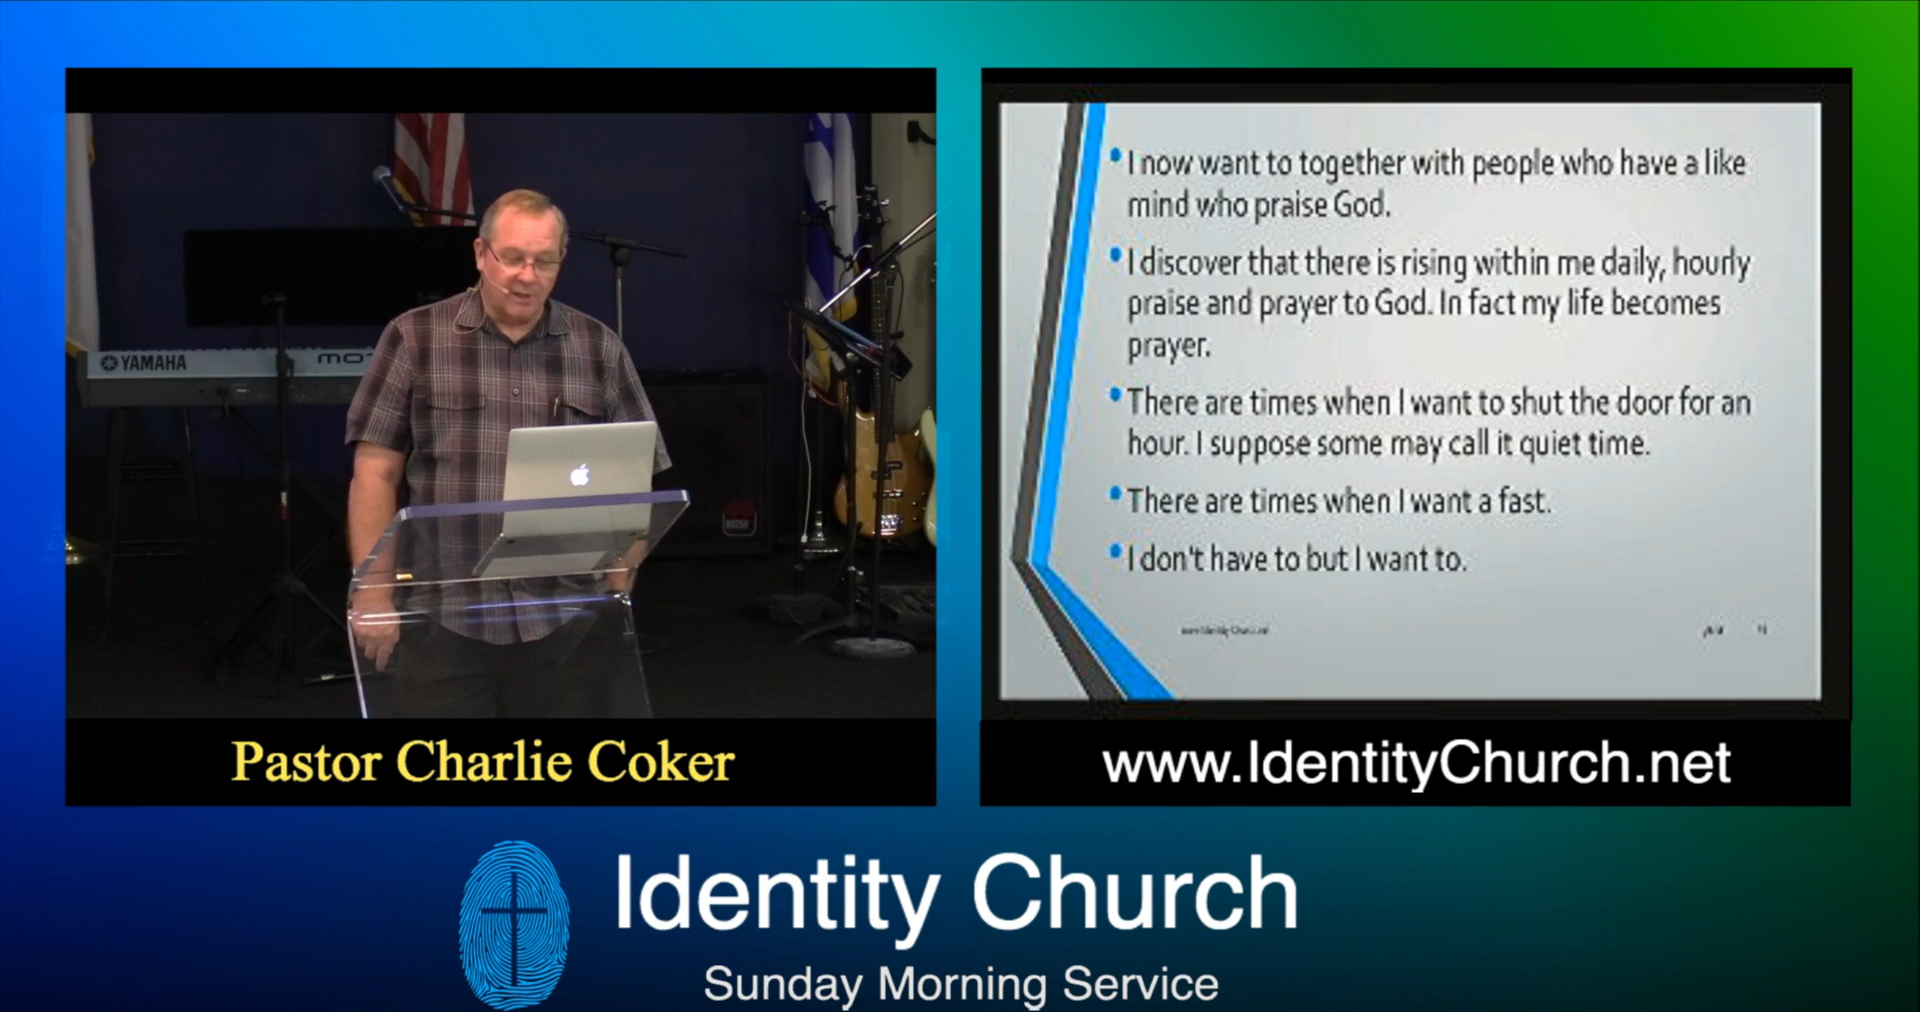 YAMAHA
MO
Pastor Charlie Coker
I now want to together with people who have a like
mind who praise God.
I discover that there is rising within me daily, hourly
praise and prayer to God. In fact my life becomes
prayer.
There are times when I want to shut the door for an
hour. I suppose some may call it quiet time.
There are times when I want a fast.
I don't have to but I want to.
www.IdentityChurch.net
Identity Church
Sunday Morning Service